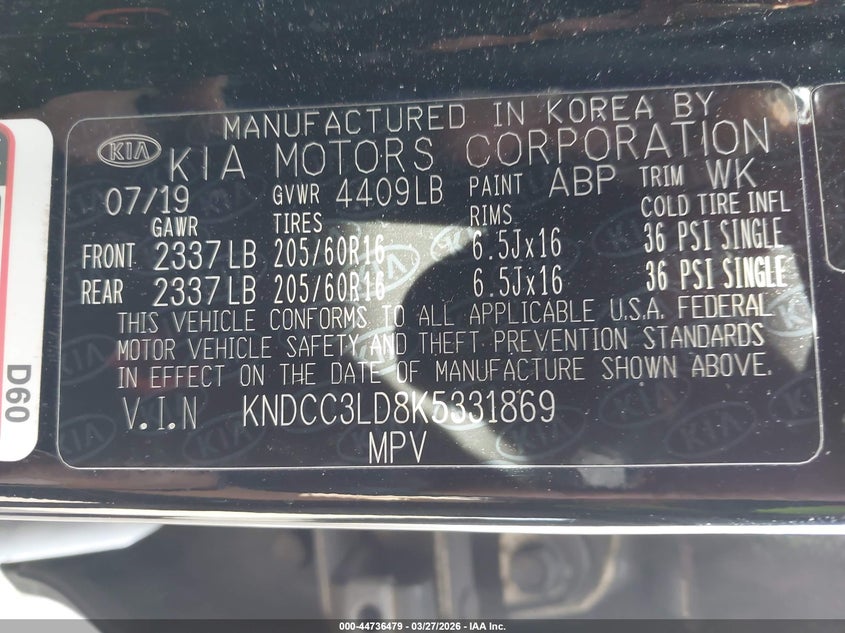 MANUFACTURED IN KOREA BY
KIA KIA MOTORS CORPORATION
07/19 GVWR 4409LB PAINT ABP TRIM WK
GAWR TIRES RIMS COLD TIRE INFL
FRONT 2337LB 205/60R16 6.5Jx16 36 PSI SINGLE
REAR 2337LB 205/60R16 6.5Jx16 36 PSI SINGLE
THIS VEHICLE CONFORMS TO ALL APPLICABLE U.S.A. FEDERAL
MOTOR VEHICLE SAFETY AND THEFT PREVENTION STANDARDS
IN EFFECT ON THE DATE OF MANUFACTURE SHOWN ABOVE.
V.I.N KNDCC3LD8K5331869
MPV
D60
000-44736479 — 03/27/2026 — IAA Inc.